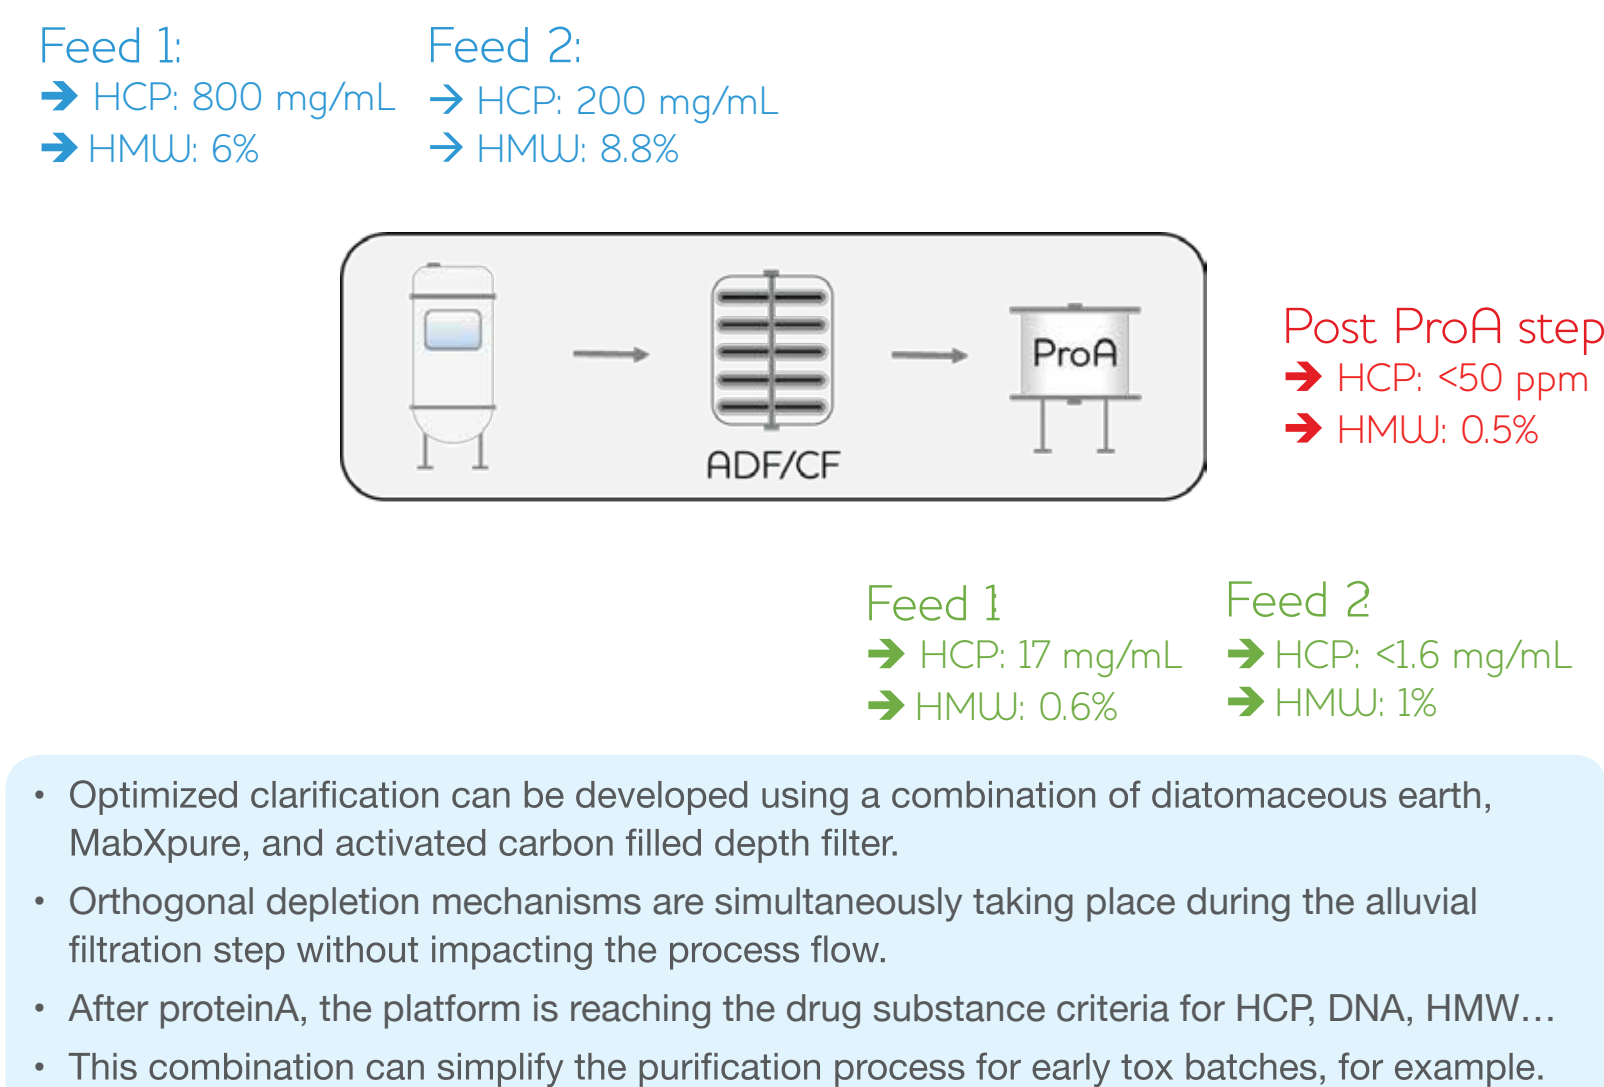 Feed 1:
➔ HCP: 800 mg/mL
➔ HMW: 6%
Feed 2:
→ HCP: 200 mg/mL
→ HMW: 8.8%
ProA
ADF/CF
Post ProA step
➔ HCP: <50 ppm
➔ HMW: 0.5%
Feed 1:
➔ HCP: 17 mg/mL
➔ HMW: 0.6%
Feed 2:
➔ HCP: <1.6 mg/mL
➔ HMW: 1%
• Optimized clarification can be developed using a combination of diatomaceous earth,
MabXpure, and activated carbon filled depth filter.
• Orthogonal depletion mechanisms are simultaneously taking place during the alluvial
filtration step without impacting the process flow.
• After proteinA, the platform is reaching the drug substance criteria for HCP, DNA, HMW…
• This combination can simplify the purification process for early tox batches, for example.